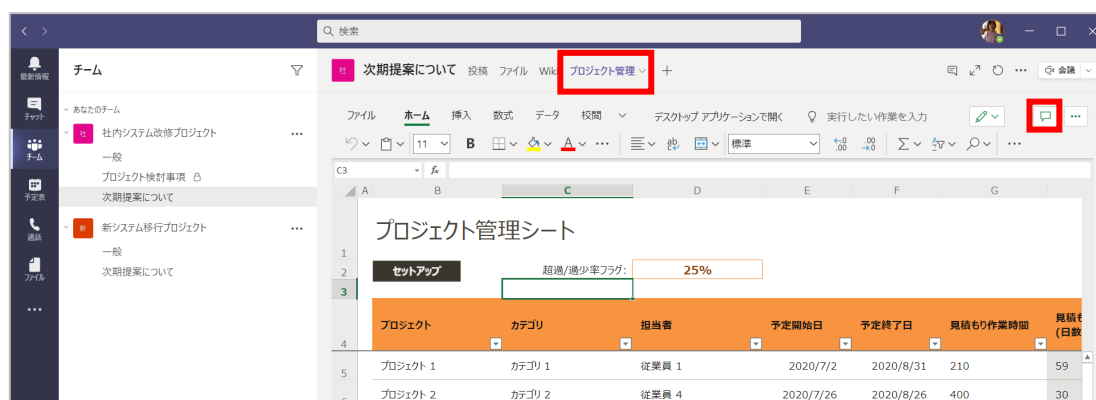 検索
最新情報
チャット
チーム
予定表
通話
ファイル
チーム
あなたのチーム
社 社内システム改修プロジェクト
一般
プロジェクト検討事項
次期提案について
新 新システム移行プロジェクト
一般
次期提案について
社 次期提案について 投稿 ファイル Wiki プロジェクト管理 会議
ファイル ホーム 挿入 数式 データ 校閲 デスクトップ アプリケーションで開く 実行したい作業を入力
11 B A ab 標準
C3 fx
A B C D E F G
1 プロジェクト管理シート
2 セットアップ 超過/過少率フラグ: 25%
3
4 プロジェクト カテゴリ 担当者 予定開始日 予定終了日 見積もり作業時間
(日数
5 プロジェクト 1 カテゴリ 1 従業員 1 2020/7/2 2020/8/31 210 59
プロジェクト 2 カテゴリ 2 従業員 4 2020/7/26 2020/8/26 400 30